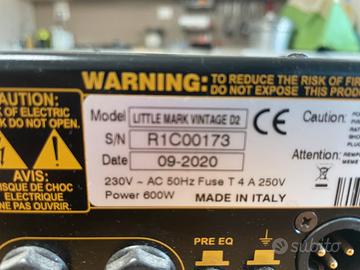 WARNING: TO REDUCE THE RISK OF FI
DO NOT EXPOSE THIS PRODU
CAUTION:
K OF ELECTRIC
K DO NOT OPEN.
AVIS:
RISQUE DE CHOC
ELECTRIQUE
NE PAS OUVRIR.
Model LITTLE MARK VINTAGE D2
S/N R1C00173
Date 09-2020
230V - AC 50Hz Fuse T 4 A 250V
Power 600W MADE IN ITALY
CE
Caution:
Attention:
PRE EQ
subito